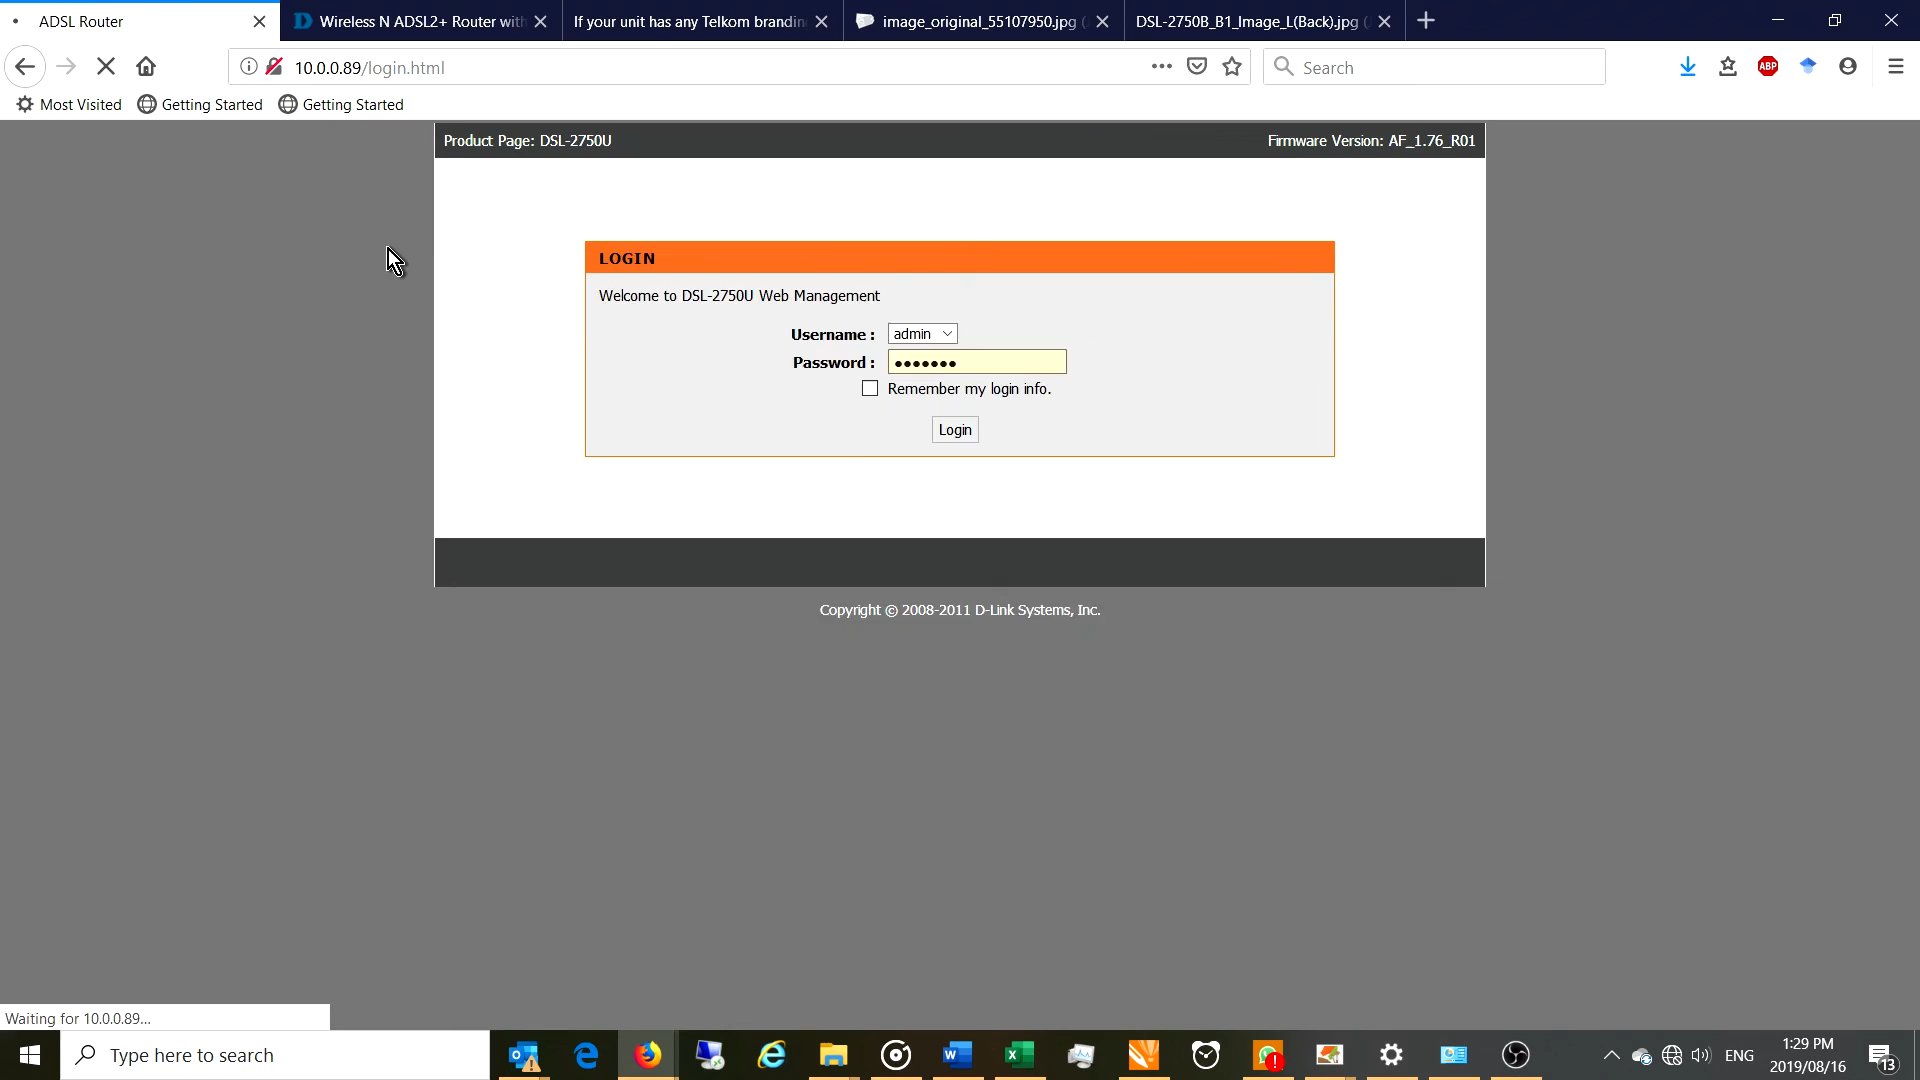 ADSL Router
Wireless N ADSL2+ Router with
If your unit has any Telkom brandin
image_original_55107950.jpg (
DSL-2750B_B1_Image_L(Back).jpg (
10.0.0.89/login.html
Search
ABP
Most Visited
Getting Started
Getting Started
Product Page: DSL-2750U
Firmware Version: AF_1.76_R01
LOGIN
Welcome to DSL-2750U Web Management
Username :
admin
Password :
Remember my login info.
Login
Copyright © 2008-2011 D-Link Systems, Inc.
Waiting for 10.0.0.89...
Type here to search
ENG
1:29 PM
2019/08/16
13